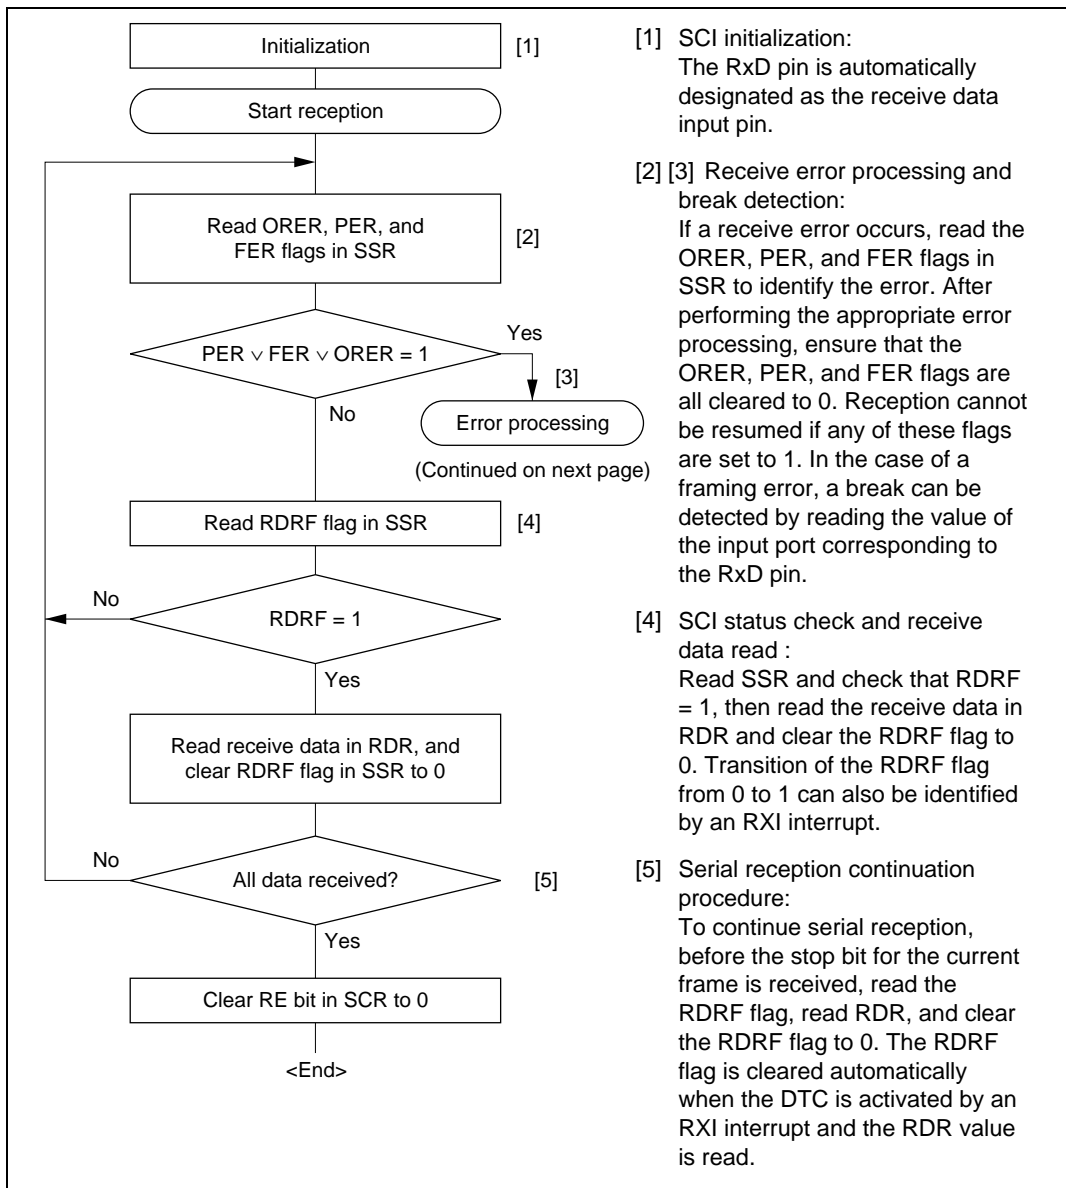 Initialization
[1]
Start reception
Read ORER, PER, and
FER flags in SSR
[2]
PER ∨ FER ∨ ORER = 1
Yes
[3]
No
Error processing
(Continued on next page)
Read RDRF flag in SSR
[4]
No
RDRF = 1
Yes
Read receive data in RDR, and
clear RDRF flag in SSR to 0
No
All data received?
[5]
Yes
Clear RE bit in SCR to 0
<End>
[1] SCI initialization:
The RxD pin is automatically
designated as the receive data
input pin.
[2] [3] Receive error processing and
break detection:
If a receive error occurs, read the
ORER, PER, and FER flags in
SSR to identify the error. After
performing the appropriate error
processing, ensure that the
ORER, PER, and FER flags are
all cleared to 0. Reception cannot
be resumed if any of these flags
are set to 1. In the case of a
framing error, a break can be
detected by reading the value of
the input port corresponding to
the RxD pin.
[4] SCI status check and receive
data read :
Read SSR and check that RDRF
= 1, then read the receive data in
RDR and clear the RDRF flag to
0. Transition of the RDRF flag
from 0 to 1 can also be identified
by an RXI interrupt.
[5] Serial reception continuation
procedure:
To continue serial reception,
before the stop bit for the current
frame is received, read the
RDRF flag, read RDR, and clear
the RDRF flag to 0. The RDRF
flag is cleared automatically
when the DTC is activated by an
RXI interrupt and the RDR value
is read.